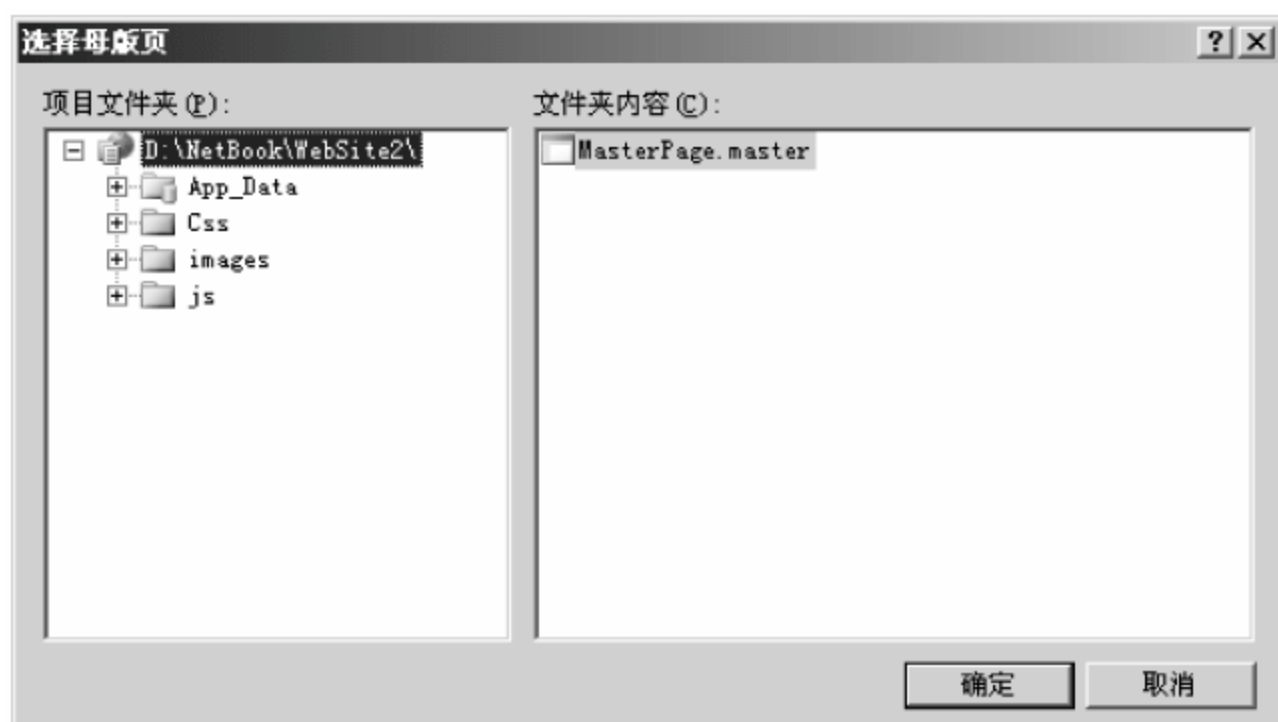 选择母版页
项目文件夹(P): 文件夹内容(C):
D:\NetBook\WebSite2\ MasterPage.master
App_Data
Css
images
js
确定 取消